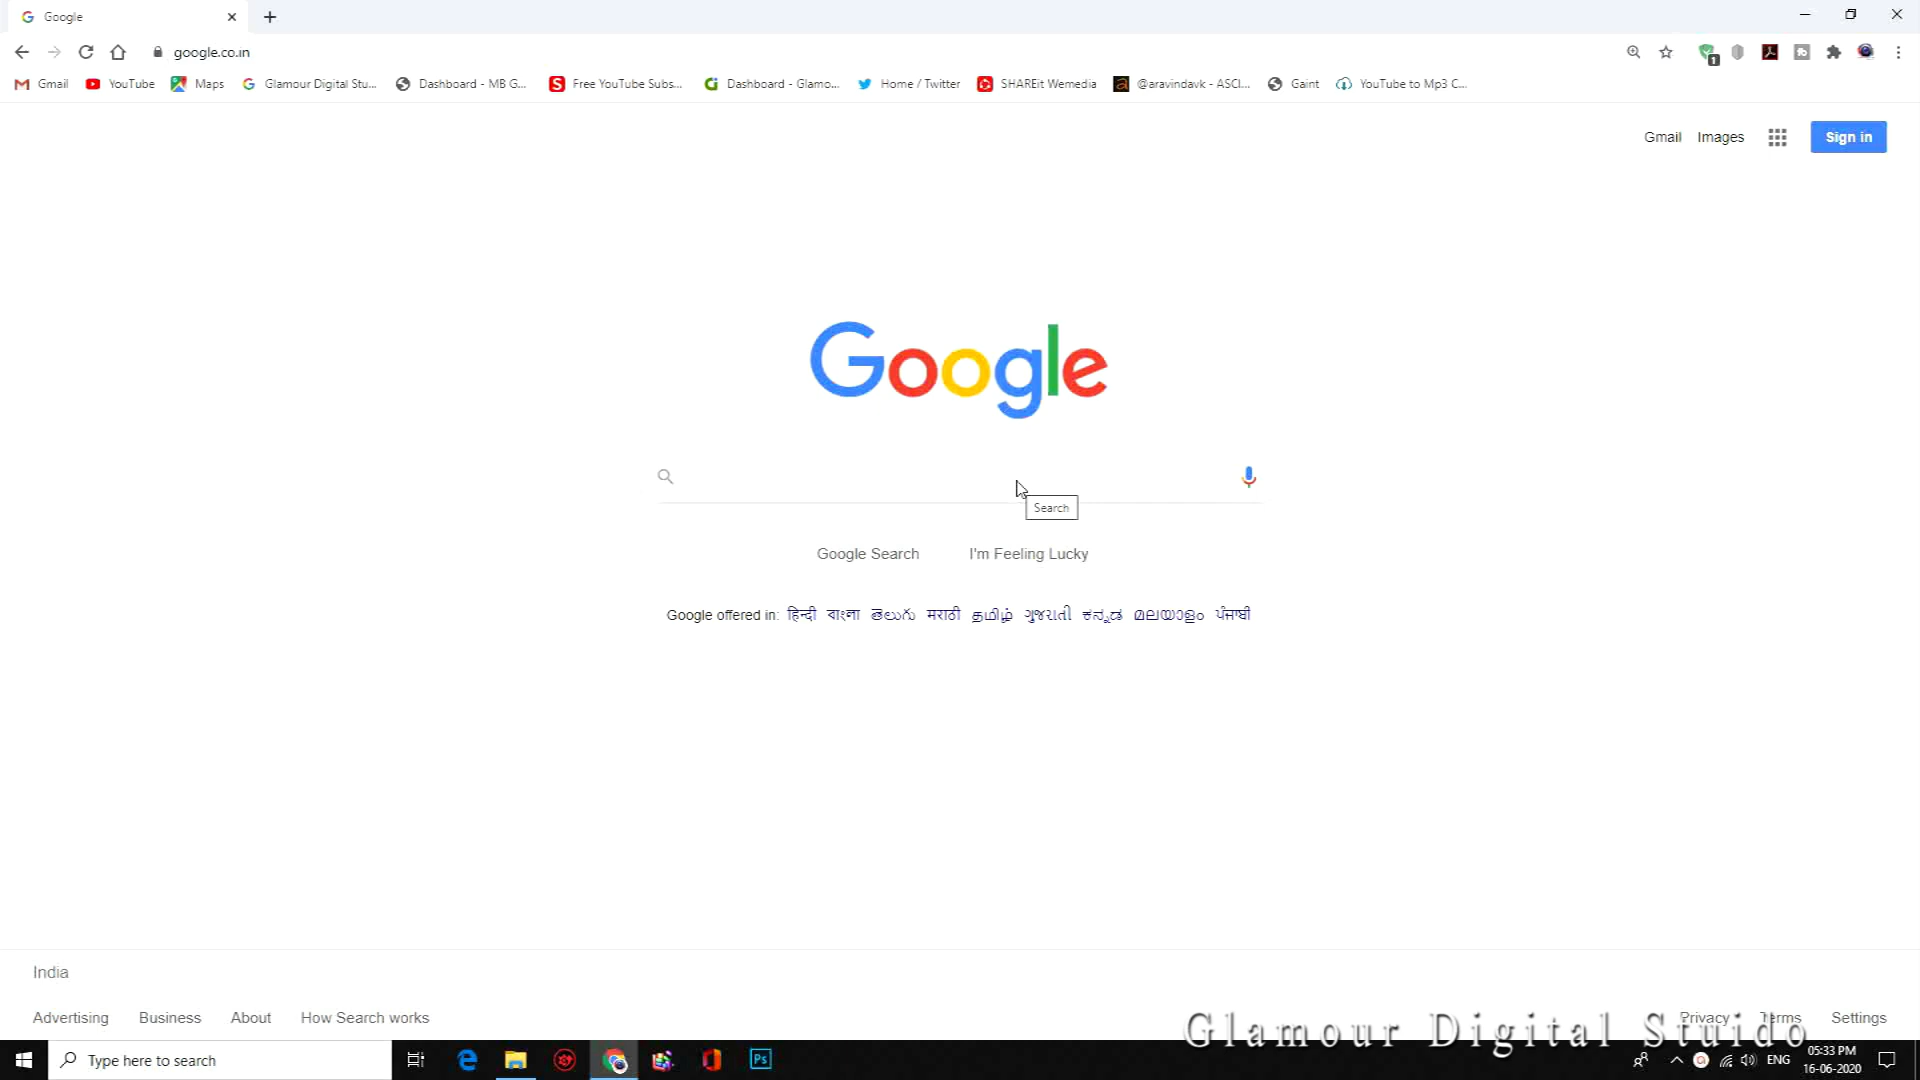 Google
google.co.in
1
Gmail YouTube Maps Glamour Digital Stu... Dashboard - MB G... Free YouTube Subs... Dashboard - Glamo... Home / Twitter SHAREit Wemedia @aravindavk - ASCI... Gaint YouTube to Mp3 C...
Gmail Images Sign in
Google
Search
Google Search I'm Feeling Lucky
Google offered in: हिन्दी বাংলা తెలుగు मराठी தமிழ் ગુજરાતી ಕನ್ನಡ മലയാളം ਪੰਜਾਬੀ
India
Advertising Business About How Search works Privacy Terms Settings
Glamour Digital Stuido
Type here to search Ps ENG 05:33 PM
16-06-2020